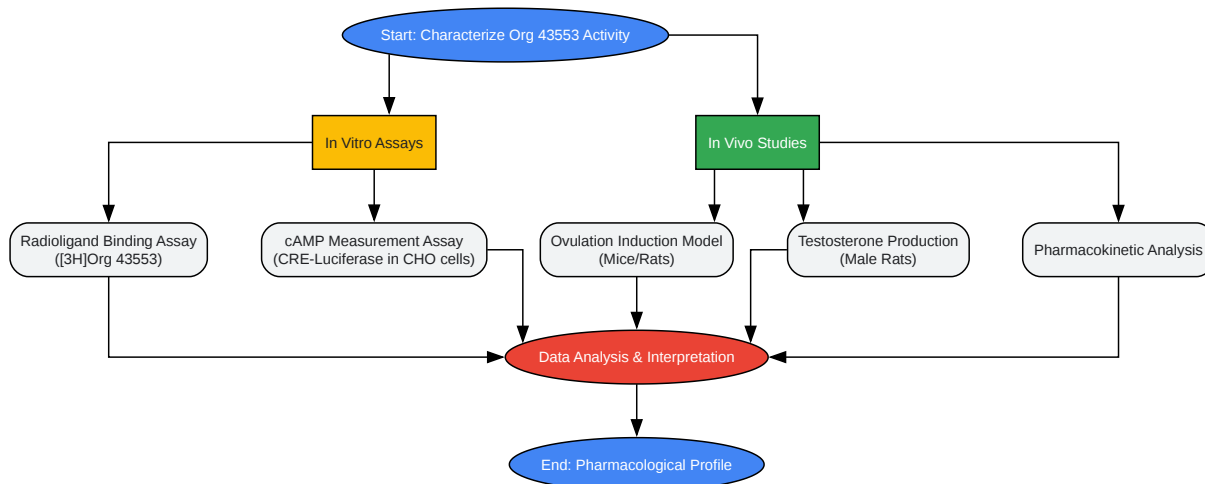 Start: Characterize Org 43553 Activity
In Vitro Assays
In Vivo Studies
Radioligand Binding Assay
([3H]Org 43553)
cAMP Measurement Assay
(CRE-Luciferase in CHO cells)
Ovulation Induction Model
(Mice/Rats)
Testosterone Production
(Male Rats)
Pharmacokinetic Analysis
Data Analysis & Interpretation
End: Pharmacological Profile